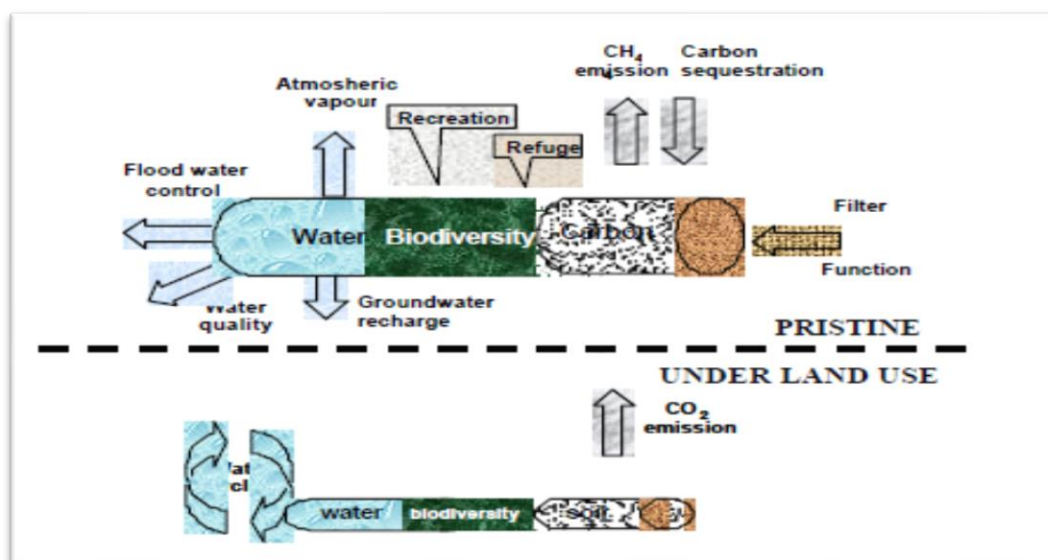 CH4
emission
Carbon
sequestration
Atmosheric
vapour
Recreation
Refuge
Flood water
control
Water
Biodiversity
Carbon
Filter
Function
Water
quality
Groundwater
recharge
PRISTINE
UNDER LAND USE
CO2
emission
water
biodiversity
soil